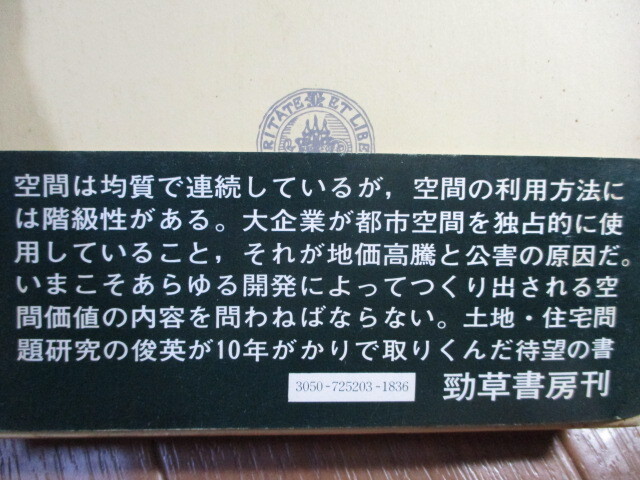 RITATE ET LIBE
空間は均質で連続しているが，空間の利用方法に
は階級性がある。大企業が都市空間を独占的に使
用していること，それが地価高騰と公害の原因だ。
いまこそあらゆる開発によってつくり出される空
間価値の内容を問わねばならない。土地・住宅問
題研究の俊英が10年がかりで取りくんだ待望の書
3050-725203-1836
勁草書房刊